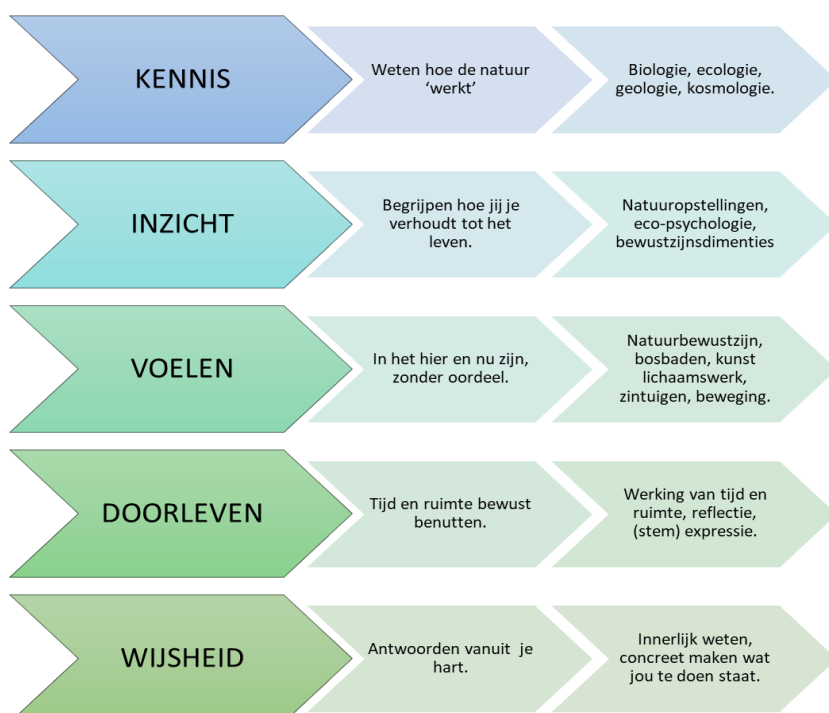 KENNIS
Weten hoe de natuur
‘werkt’
Biologie, ecologie,
geologie, kosmologie.
INZICHT
Begrijpen hoe jij je
verhoudt tot het
leven.
Natuuropstellingen,
eco-psychologie,
bewustzijnsdimenties
VOELEN
In het hier en nu zijn,
zonder oordeel.
Natuurbewustzijn,
bosbaden, kunst
lichaamswerk,
zintuigen, beweging.
DOORLEVEN
Tijd en ruimte bewust
benutten.
Werking van tijd en
ruimte, reflectie,
(stem) expressie.
WIJSHEID
Antwoorden vanuit je
hart.
Innerlijk weten,
concreet maken wat
jou te doen staat.